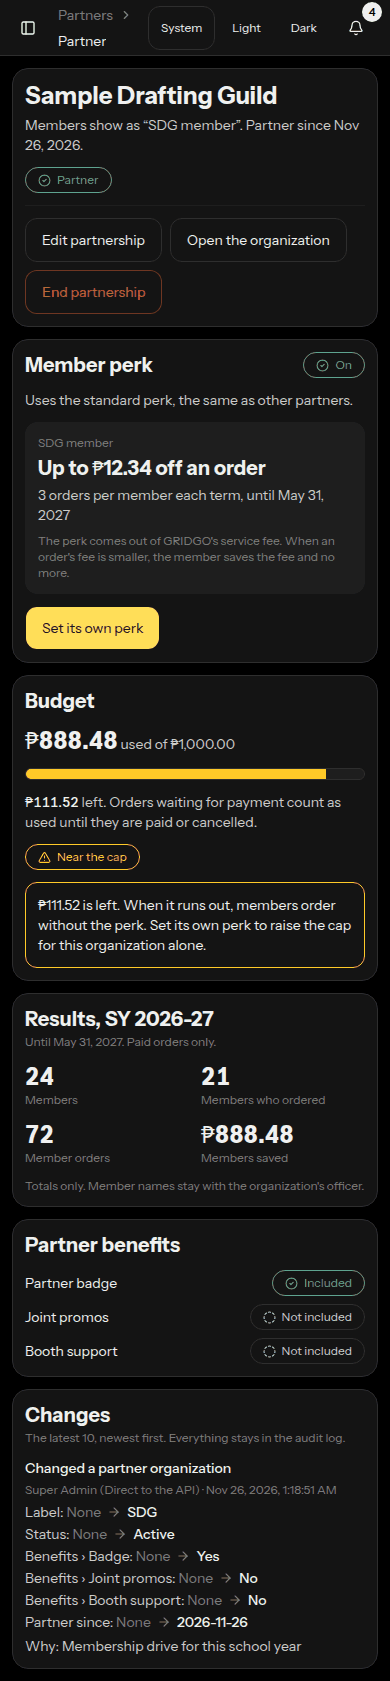 Partners >
Partner
System
Light
Dark
4
Sample Drafting Guild
Members show as “SDG member”. Partner since Nov
26, 2026.
Partner
Edit partnership
Open the organization
End partnership
Member perk
On
Uses the standard perk, the same as other partners.
SDG member
Up to ₱12.34 off an order
3 orders per member each term, until May 31,
2027
The perk comes out of GRIDGO's service fee. When an
order's fee is smaller, the member saves the fee and no
more.
Set its own perk
Budget
₱888.48 used of ₱1,000.00
₱111.52 left. Orders waiting for payment count as
used until they are paid or cancelled.
Near the cap
₱111.52 is left. When it runs out, members order
without the perk. Set its own perk to raise the cap
for this organization alone.
Results, SY 2026-27
Until May 31, 2027. Paid orders only.
24
Members
21
Members who ordered
72
Member orders
₱888.48
Members saved
Totals only. Member names stay with the organization's officer.
Partner benefits
Partner badge
Included
Joint promos
Not included
Booth support
Not included
Changes
The latest 10, newest first. Everything stays in the audit log.
Changed a partner organization
Super Admin (Direct to the API) · Nov 26, 2026, 1:18:51 AM
Label: None → SDG
Status: None → Active
Benefits › Badge: None → Yes
Benefits › Joint promos: None → No
Benefits › Booth support: None → No
Partner since: None → 2026-11-26
Why: Membership drive for this school year